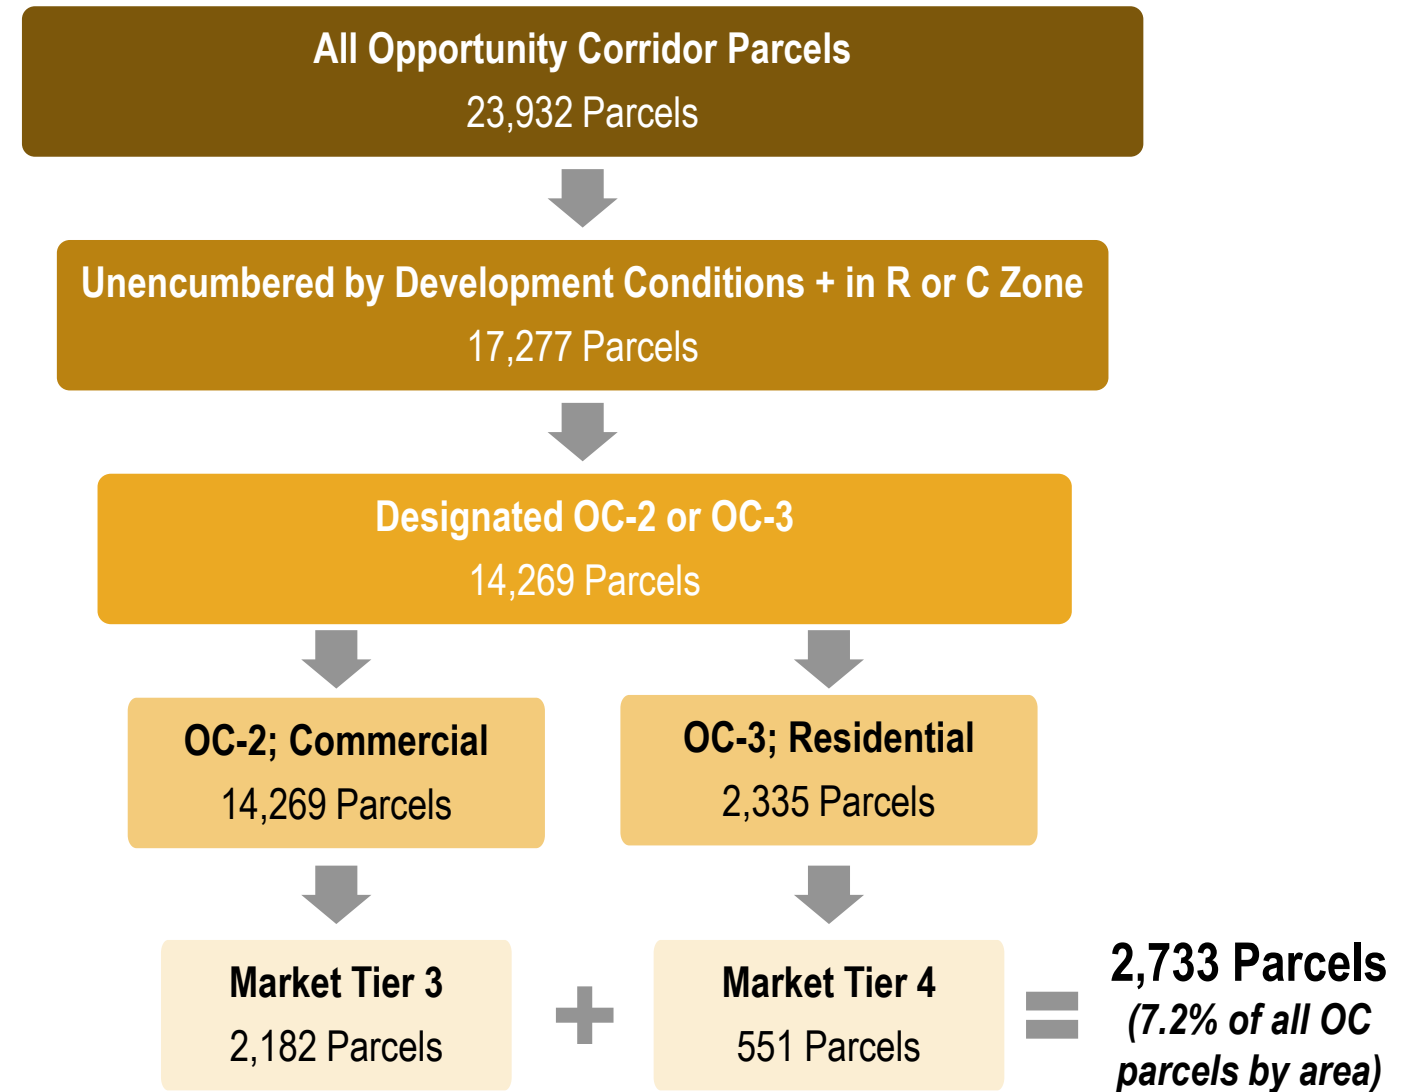 All Opportunity Corridor Parcels
23,932 Parcels
Unencumbered by Development Conditions + in R or C Zone
17,277 Parcels
Designated OC-2 or OC-3
14,269 Parcels
OC-2; Commercial
14,269 Parcels
OC-3; Residential
2,335 Parcels
Market Tier 3
2,182 Parcels
+
Market Tier 4
551 Parcels
=
2,733 Parcels
(7.2% of all OC
parcels by area)